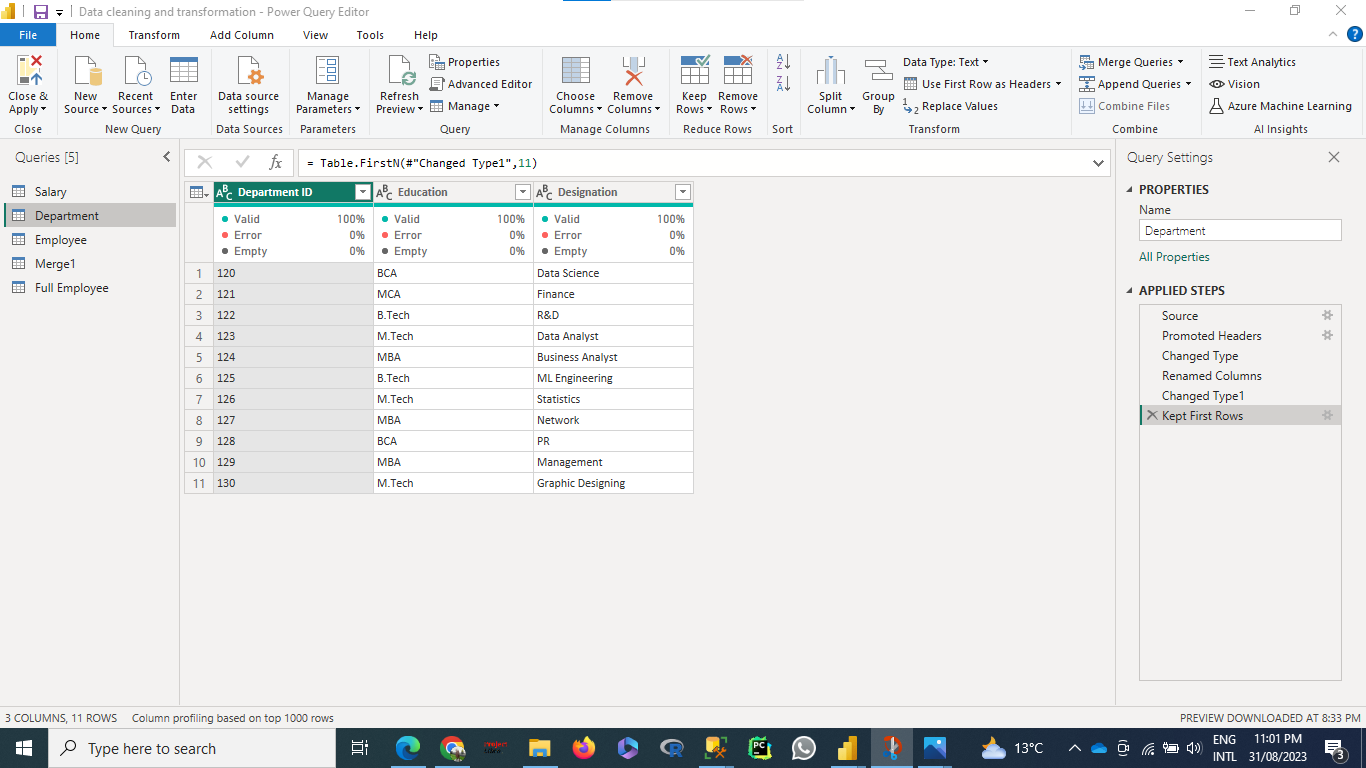 Data cleaning and transformation - Power Query Editor
File Home Transform Add Column View Tools Help
Close & Apply
Close
New Source
Recent Sources
Enter Data
New Query
Data source settings
Data Sources
Manage Parameters
Parameters
Refresh Preview
Properties
Advanced Editor
Manage
Query
Choose Columns
Remove Columns
Manage Columns
Keep Rows
Remove Rows
Reduce Rows
Sort
Split Column
Group By
Data Type: Text
Use First Row as Headers
Replace Values
Transform
Merge Queries
Append Queries
Combine Files
Combine
Text Analytics
Vision
Azure Machine Learning
AI Insights
Queries [5]
Salary
Department
Employee
Merge1
Full Employee
fx = Table.FirstN(#"Changed Type1",11)
ABC Department ID ABC Education ABC Designation
Valid 100% Valid 100% Valid 100%
Error 0% Error 0% Error 0%
Empty 0% Empty 0% Empty 0%
1 120 BCA Data Science
2 121 MCA Finance
3 122 B.Tech R&D
4 123 M.Tech Data Analyst
5 124 MBA Business Analyst
6 125 B.Tech ML Engineering
7 126 M.Tech Statistics
8 127 MBA Network
9 128 BCA PR
10 129 MBA Management
11 130 M.Tech Graphic Designing
Query Settings
PROPERTIES
Name
Department
All Properties
APPLIED STEPS
Source
Promoted Headers
Changed Type
Renamed Columns
Changed Type1
Kept First Rows
3 COLUMNS, 11 ROWS Column profiling based on top 1000 rows
PREVIEW DOWNLOADED AT 8:33 PM
Type here to search
13°C
ENG
INTL
11:01 PM
31/08/2023
3